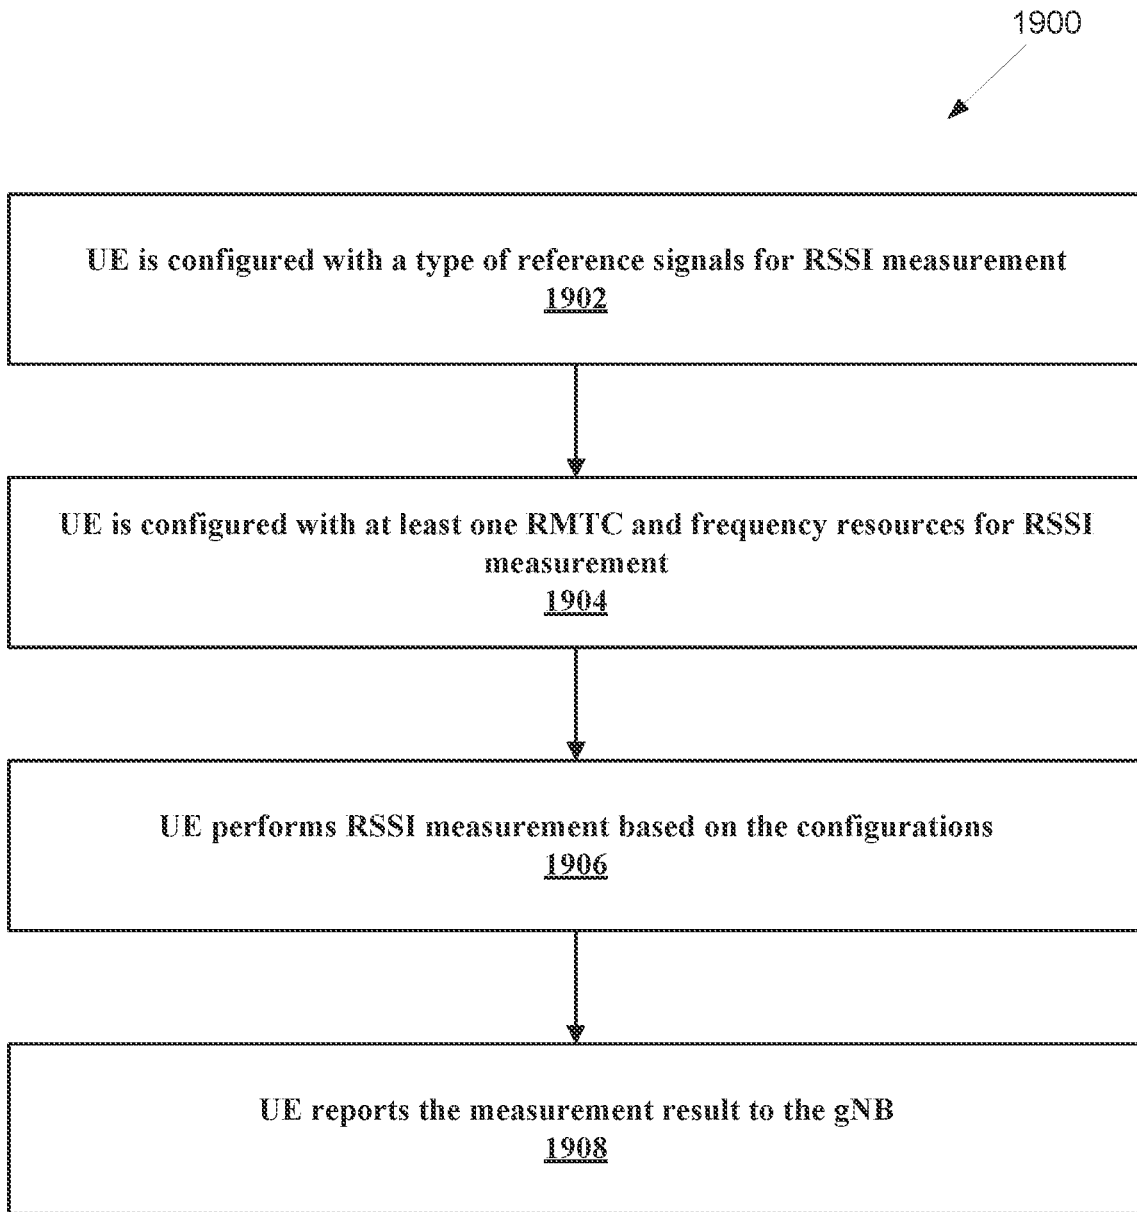 1900
UE is configured with a type of reference signals for RSSI measurement
1902
UE is configured with at least one RMTC and frequency resources for RSSI
measurement
1904
UE performs RSSI measurement based on the configurations
1906
UE reports the measurement result to the gNB
1908